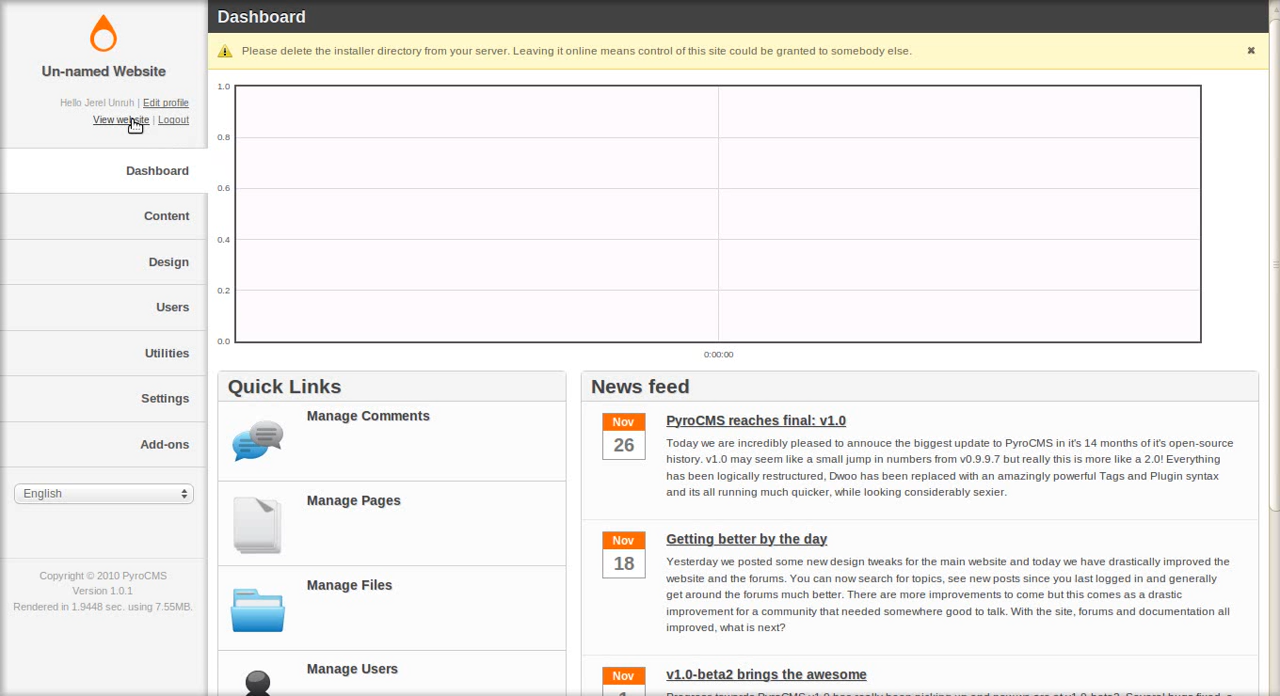 Un-named Website
Hello Jerel Unruh | Edit profile
View website | Logout
Dashboard
Content
Design
Users
Utilities
Settings
Add-ons
English
Copyright © 2010 PyroCMS
Version 1.0.1
Rendered in 1.9448 sec. using 7.55MB.
Dashboard
Please delete the installer directory from your server. Leaving it online means control of this site could be granted to somebody else.
1.0
0.8
0.6
0.4
0.2
0.0
0:00:00
Quick Links
Manage Comments
Manage Pages
Manage Files
Manage Users
News feed
Nov
26
PyroCMS reaches final: v1.0
Today we are incredibly pleased to annouce the biggest update to PyroCMS in it's 14 months of it's open-source
history. v1.0 may seem like a small jump in numbers from v0.9.9.7 but really this is more like a 2.0! Everything
has been logically restructured, Dwoo has been replaced with an amazingly powerful Tags and Plugin syntax
and its all running much quicker, while looking considerably sexier.
Nov
18
Getting better by the day
Yesterday we posted some new design tweaks for the main website and today we have drastically improved the
website and the forums. You can now search for topics, see new posts since you last logged in and generally
get around the forums much better. There are more improvements to come but this comes as a drastic
improvement for a community that needed somewhere good to talk. With the site, forums and documentation all
improved, what is next?
Nov
v1.0-beta2 brings the awesome